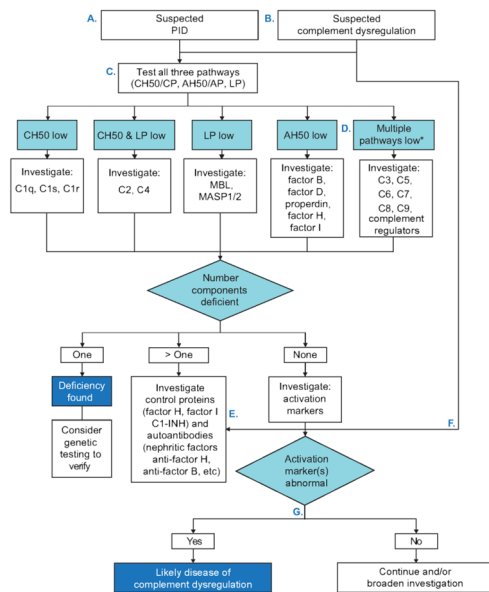 A.
Suspected
PID
B.
Suspected
complement dysregulation
C.
Test all three pathways
(CH50/CP, AH50/AP, LP)
CH50 low
CH50 & LP low
LP low
AH50 low
D.
Multiple
pathways low*
Investigate:
C1q, C1s, C1r
Investigate:
C2, C4
Investigate:
MBL,
MASP1/2
Investigate:
factor B,
factor D,
properdin,
factor H,
factor I
Investigate:
C3, C5,
C6, C7,
C8, C9,
complement
regulators
Number
components
deficient
One
> One
None
Deficiency
found
Consider
genetic
testing to
verify
Investigate
control proteins
(factor H, factor I
C1-INH) and
autoantibodies
(nephritic factors
anti-factor H,
anti-factor B, etc)
E.
Investigate:
activation
markers
F.
Activation
marker(s)
abnormal
G.
Yes
No
Likely disease of
complement dysregulation
Continue and/or
broaden investigation